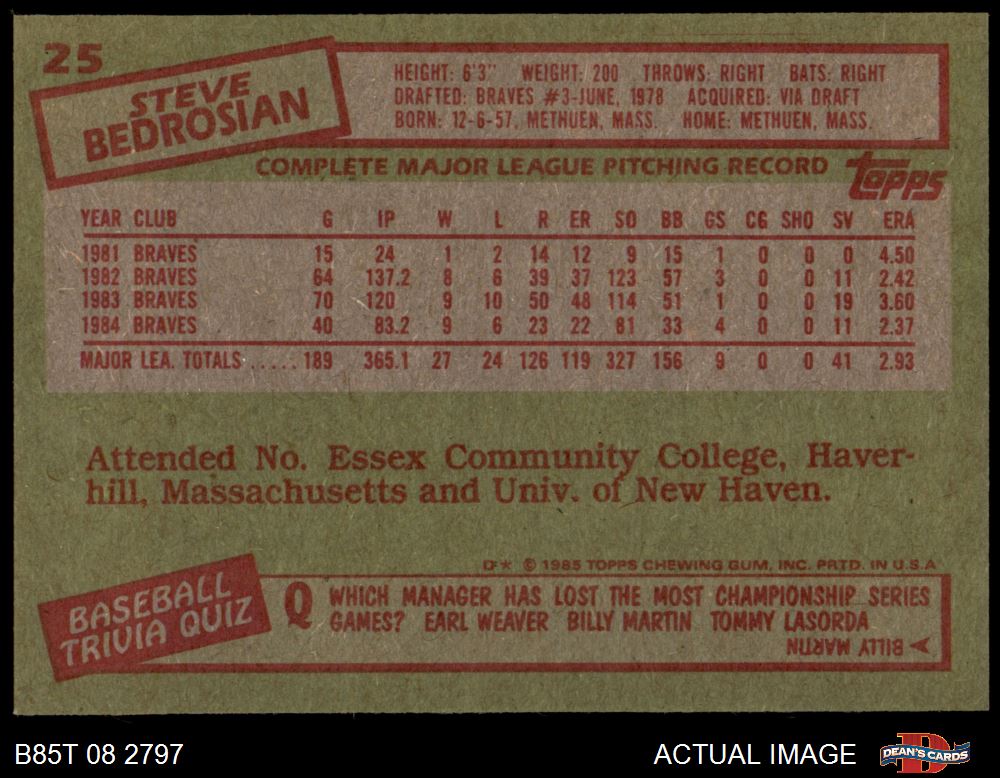 25
STEVE
BEDROSIAN
HEIGHT: 6'3" WEIGHT: 200 THROWS: RIGHT BATS: RIGHT
DRAFTED: BRAVES #3-JUNE, 1978 ACQUIRED: VIA DRAFT
BORN: 12-6-57, METHUEN, MASS. HOME: METHUEN, MASS.
COMPLETE MAJOR LEAGUE PITCHING RECORD
topps
YEAR CLUB G IP W L R ER SO BB GS CG SHO SV ERA
1981 BRAVES 15 24 1 2 14 12 9 15 1 0 0 0 4.50
1982 BRAVES 64 137.2 8 6 39 37 123 57 3 0 0 11 2.42
1983 BRAVES 70 120 9 10 50 48 114 51 1 0 0 19 3.60
1984 BRAVES 40 83.2 9 6 23 22 81 33 4 0 0 11 2.37
MAJOR LEA. TOTALS ..... 189 365.1 27 24 126 119 327 156 9 0 0 41 2.93
Attended No. Essex Community College, Haver-
hill, Massachusetts and Univ. of New Haven.
D* © 1985 TOPPS CHEWING GUM, INC. PRTD. IN U.S.A
BASEBALL
TRIVIA QUIZ
Q WHICH MANAGER HAS LOST THE MOST CHAMPIONSHIP SERIES
GAMES? EARL WEAVER BILLY MARTIN TOMMY LASORDA
BILLY MARTIN
B85T 08 2797
ACTUAL IMAGE
D
DEAN'S CARDS